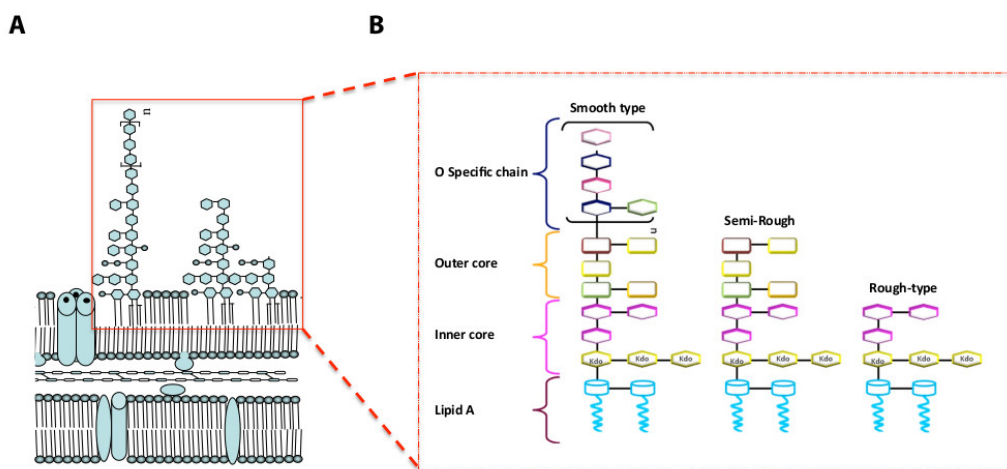 A
B
n
Smooth type
O Specific chain
n
Semi-Rough
Outer core
Rough-type
Inner core
Kdo Kdo Kdo Kdo Kdo Kdo Kdo Kdo Kdo
Lipid A